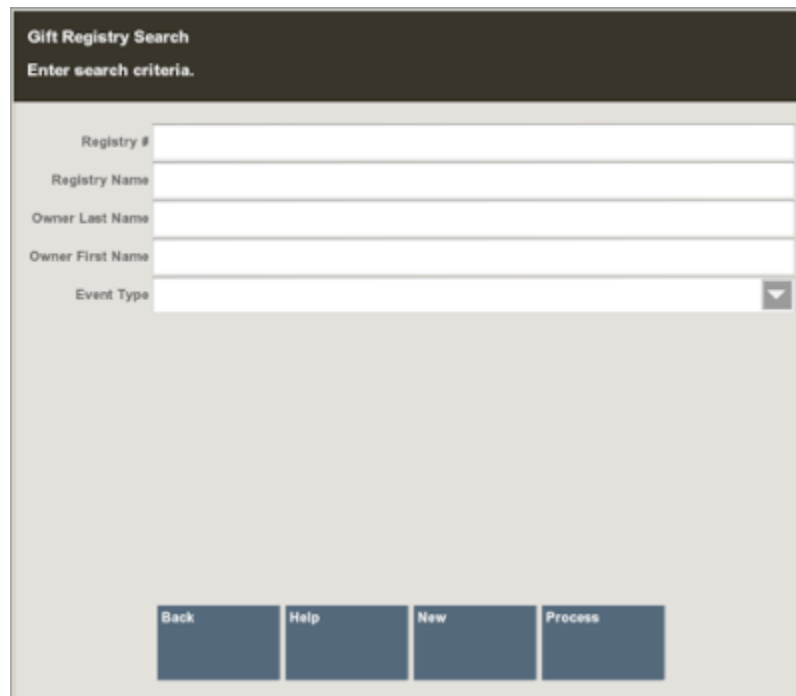 Gift Registry Search
Enter search criteria.
Registry #
Registry Name
Owner Last Name
Owner First Name
Event Type
Back Help New Process